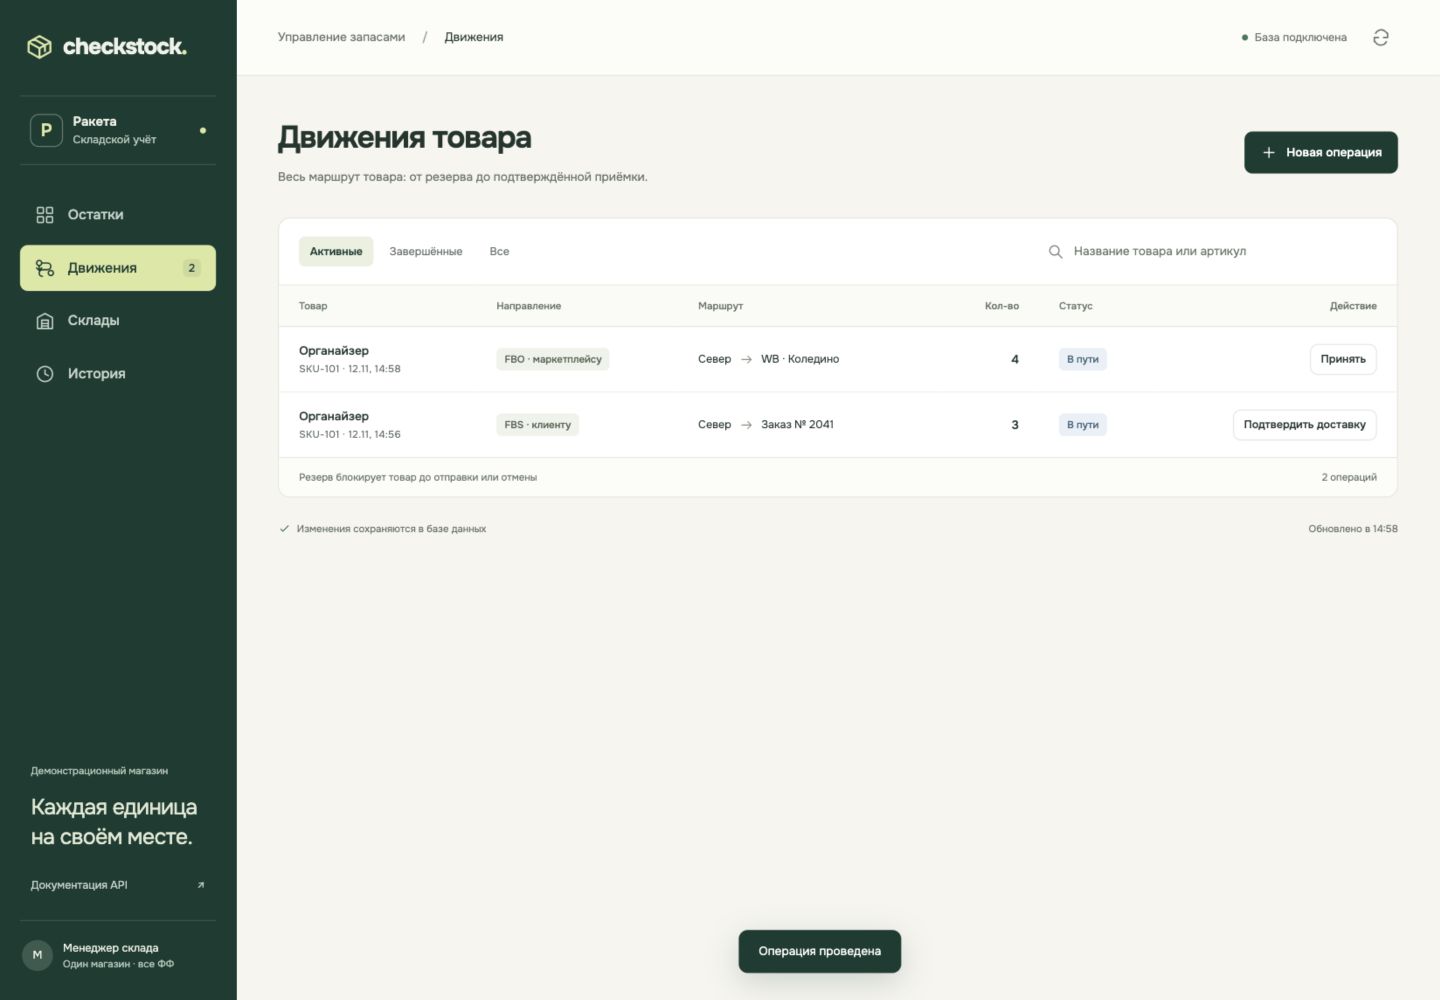 checkstock.
Р
Ракета
Складской учёт
Остатки
Движения 2
Склады
История
Демонстрационный магазин
Каждая единица
на своём месте.
Документация API
М
Менеджер склада
Один магазин · все ФФ
Управление запасами / Движения
База подключена
Движения товара
Весь маршрут товара: от резерва до подтверждённой приёмки.
Новая операция
Активные Завершённые Все
Название товара или артикул
Товар Направление Маршрут Кол-во Статус Действие
Органайзер
SKU-101 · 12.11, 14:58
FBO · маркетплейсу
Север → WB · Коледино
4
В пути
Принять
Органайзер
SKU-101 · 12.11, 14:56
FBS · клиенту
Север → Заказ № 2041
3
В пути
Подтвердить доставку
Резерв блокирует товар до отправки или отмены
2 операций
Изменения сохраняются в базе данных
Обновлено в 14:58
Операция проведена